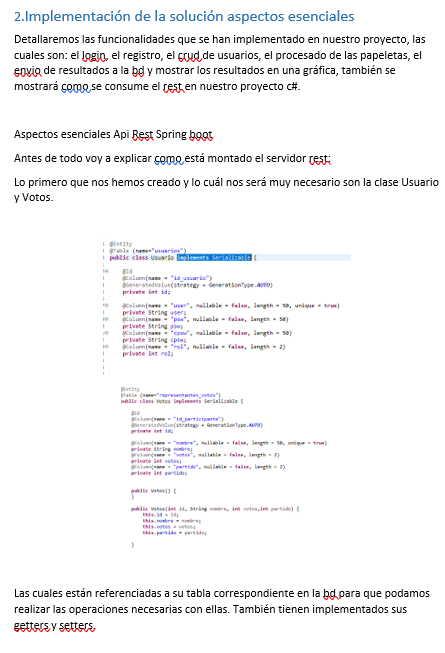 2.Implementación de la solución aspectos esenciales
Detallaremos las funcionalidades que se han implementado en nuestro proyecto, las
cuales son: el login, el registro, el crud de usuarios, el procesado de las papeletas, el
envio de resultados a la bd y mostrar los resultados en una gráfica, también se
mostrará como se consume el rest en nuestro proyecto c#.
Aspectos esenciales Api Rest Spring boot
Antes de todo voy a explicar como está montado el servidor rest:
Lo primero que nos hemos creado y lo cuál nos será muy necesario son la clase Usuario
y Votos.
@Entity
@Table (name="usuarios")
public class Usuario implements Serializable {
@Id
@Column(name = "id_usuario")
@GeneratedValue(strategy = GenerationType.AUTO)
private int id;
@Column(name = "user", nullable = false, length = 50, unique = true)
private String user;
@Column(name = "psw", nullable = false, length = 50)
private String psw;
@Column(name = "cpsw", nullable = false, length = 50)
private String cpsw;
@Column(name = "rol", nullable = false, length = 2)
private int rol;
@Entity
@Table (name="representantes_votos")
public class Votos implements Serializable {
@Id
@Column(name = "id_participante")
@GeneratedValue(strategy = GenerationType.AUTO)
private int id;
@Column(name = "nombre", nullable = false, length = 50, unique = true)
private String nombre;
@Column(name = "votos", nullable = false, length = 2)
private int votos;
@Column(name = "partido", nullable = false, length = 2)
private int partido;
public Votos() {
}
public Votos(int id, String nombre, int votos,int partido) {
this.id = id;
this.nombre = nombre;
this.votos = votos;
this.partido = partido;
}
Las cuales están referenciadas a su tabla correspondiente en la bd para que podamos
realizar las operaciones necesarias con ellas. También tienen implementados sus
getters y setters.